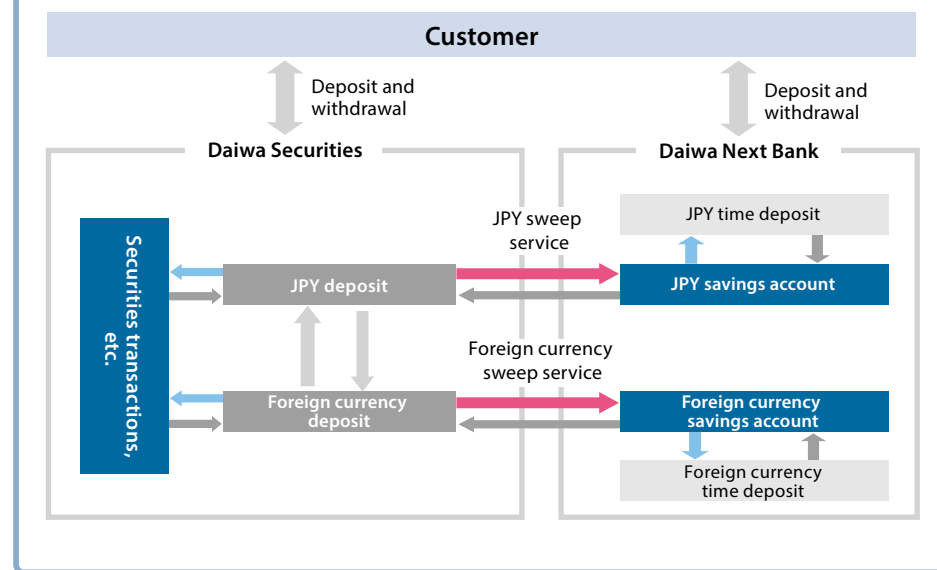 Customer
Deposit and
withdrawal
Deposit and
withdrawal
Daiwa Securities
Daiwa Next Bank
Securities transactions,
etc.
JPY sweep
service
JPY time deposit
JPY deposit
JPY savings account
Foreign currency
sweep service
Foreign currency
deposit
Foreign currency
savings account
Foreign currency
time deposit